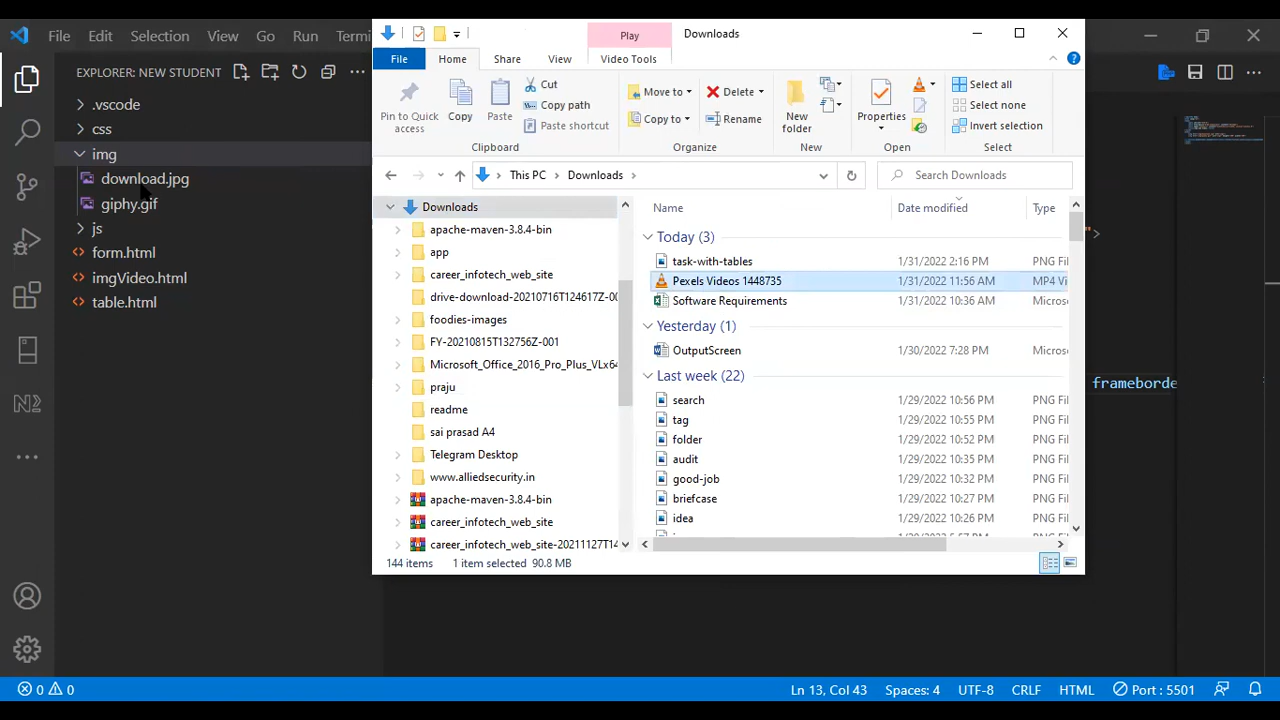 File Edit Selection View Go Run Termi
EXPLORER: NEW STUDENT
.vscode
css
img
download.jpg
giphy.gif
js
form.html
imgVideo.html
table.html
Play
Downloads
File Home Share View Video Tools
Pin to Quick access
Copy
Paste
Cut
Copy path
Paste shortcut
Clipboard
Move to
Copy to
Delete
Rename
Organize
New folder
New
Properties
Open
Select all
Select none
Invert selection
Select
This PC > Downloads
Search Downloads
Downloads
apache-maven-3.8.4-bin
app
career_infotech_web_site
drive-download-20210716T124617Z-00
foodies-images
FY-20210815T132756Z-001
Microsoft_Office_2016_Pro_Plus_VLx64
praju
readme
sai prasad A4
Telegram Desktop
www.alliedsecurity.in
apache-maven-3.8.4-bin
career_infotech_web_site
career_infotech_web_site-20211127T14
Name Date modified Type
Today (3)
task-with-tables 1/31/2022 2:16 PM PNG Fil
Pexels Videos 1448735 1/31/2022 11:56 AM MP4 Vi
Software Requirements 1/31/2022 10:36 AM Micros
Yesterday (1)
OutputScreen 1/30/2022 7:28 PM Micros
Last week (22)
search 1/29/2022 10:56 PM PNG Fil
tag 1/29/2022 10:52 PM PNG Fil
folder 1/29/2022 10:52 PM PNG Fil
audit 1/29/2022 10:33 PM PNG Fil
good-job 1/29/2022 10:32 PM PNG Fil
briefcase 1/29/2022 10:27 PM PNG Fil
idea 1/29/2022 10:26 PM PNG Fil
144 items 1 item selected 90.8 MB
">
frameborde
0 0 Ln 13, Col 43 Spaces: 4 UTF-8 CRLF HTML Port : 5501